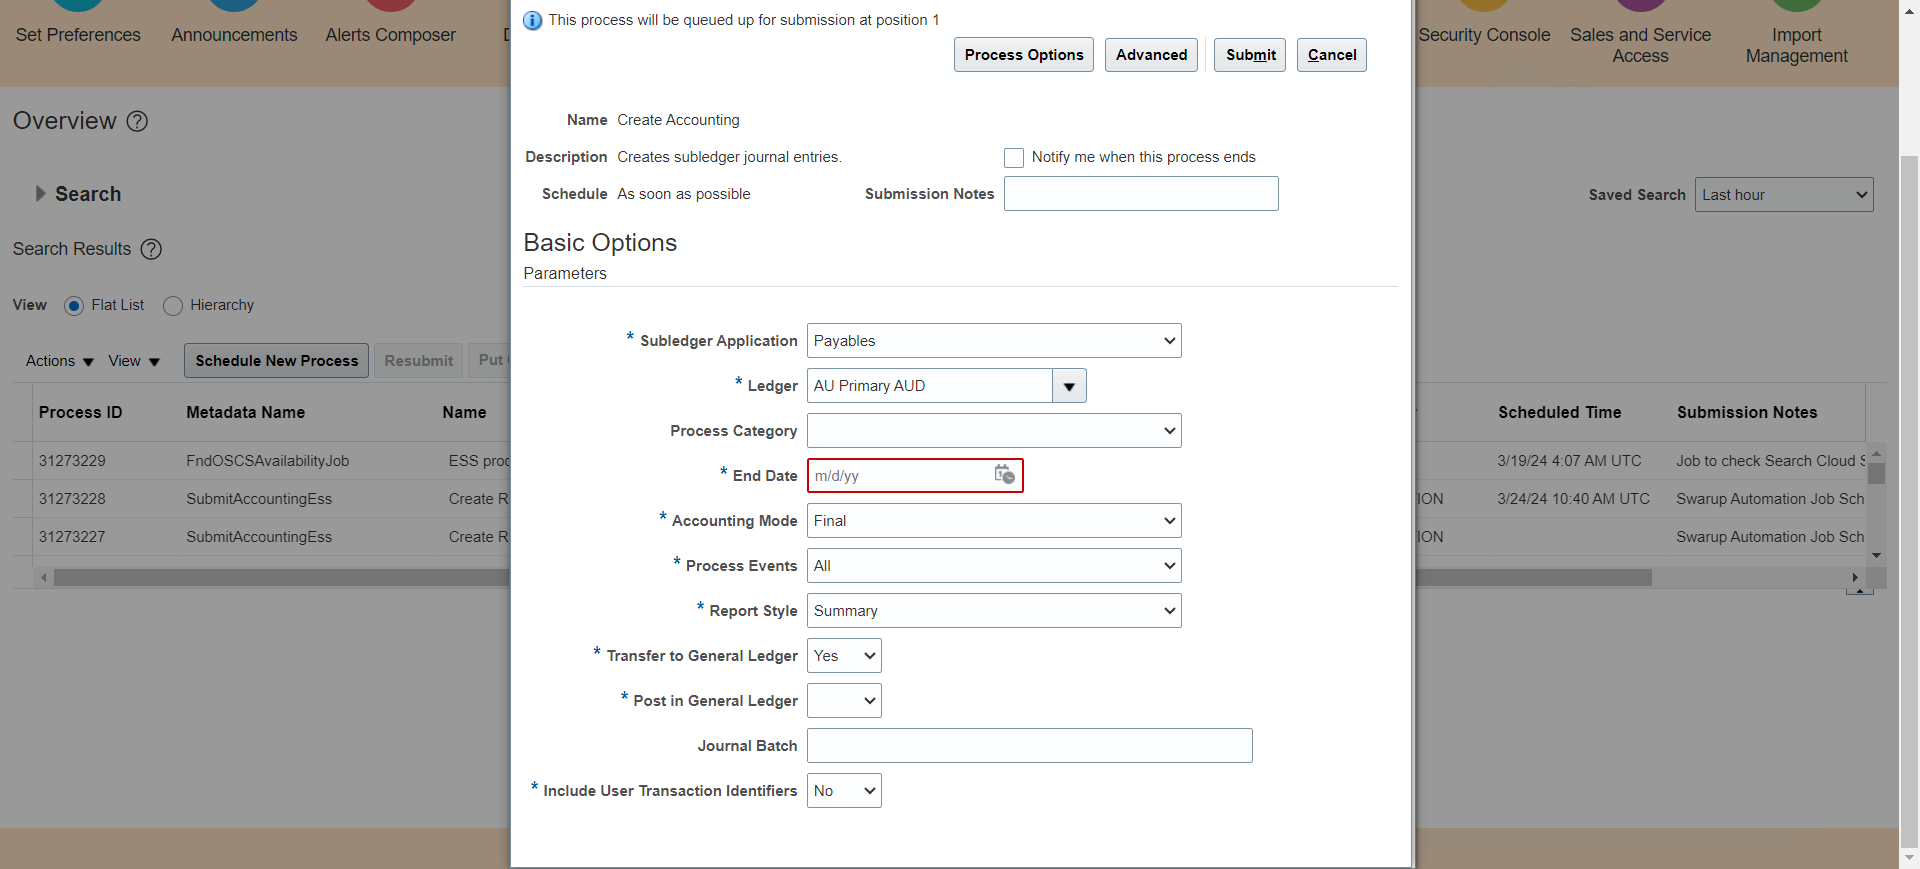 Set Preferences
Announcements
Alerts Composer
Security Console
Sales and Service
Access
Import
Management
This process will be queued up for submission at position 1
Process Options
Advanced
Submit
Cancel
Overview
Name Create Accounting
Description Creates subledger journal entries.
Notify me when this process ends
Search
Schedule As soon as possible
Submission Notes
Saved Search Last hour
Search Results
Basic Options
Parameters
View Flat List Hierarchy
Subledger Application Payables
Actions View Schedule New Process Resubmit Put
* Ledger AU Primary AUD
Process ID Metadata Name Name Scheduled Time Submission Notes
Process Category
31273229 FndOSCSAvailabilityJob ESS 3/19/24 4:07 AM UTC Job to check Search Cloud
* End Date m/d/yy
31273228 SubmitAccountingEss Create 3/24/24 10:40 AM UTC Swarup Automation Job Sch
* Accounting Mode Final
31273227 SubmitAccountingEss Create Swarup Automation Job Sch
* Process Events All
* Report Style Summary
* Transfer to General Ledger Yes
* Post in General Ledger
Journal Batch
* Include User Transaction Identifiers No